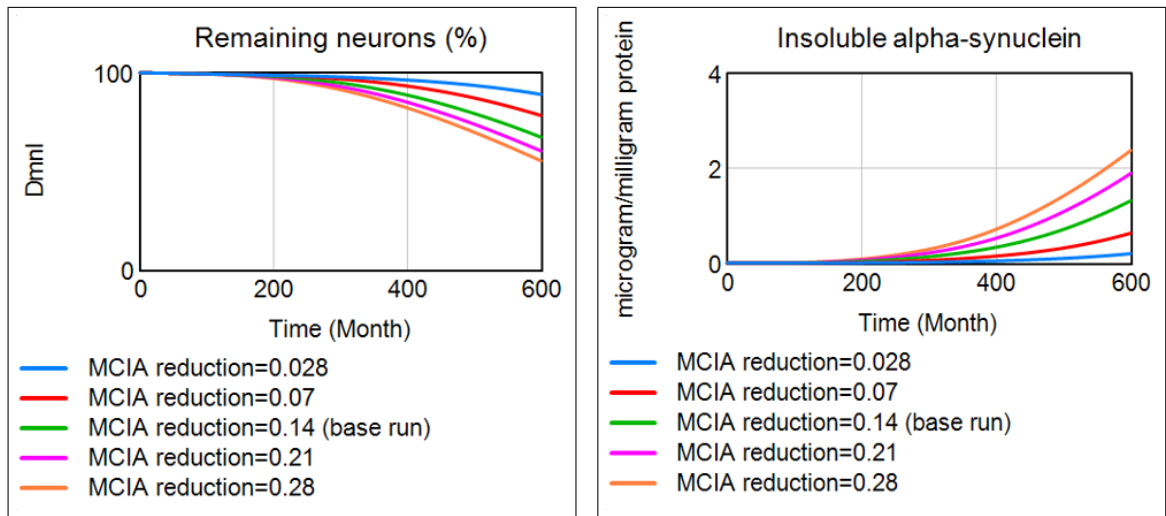 Remaining neurons (%)
100
Dmnl
0
0 200 400 600
Time (Month)
MCIA reduction=0.028
MCIA reduction=0.07
MCIA reduction=0.14 (base run)
MCIA reduction=0.21
MCIA reduction=0.28
Insoluble alpha-synuclein
microgram/milligram protein
4
2
0
0 200 400 600
Time (Month)
MCIA reduction=0.028
MCIA reduction=0.07
MCIA reduction=0.14 (base run)
MCIA reduction=0.21
MCIA reduction=0.28